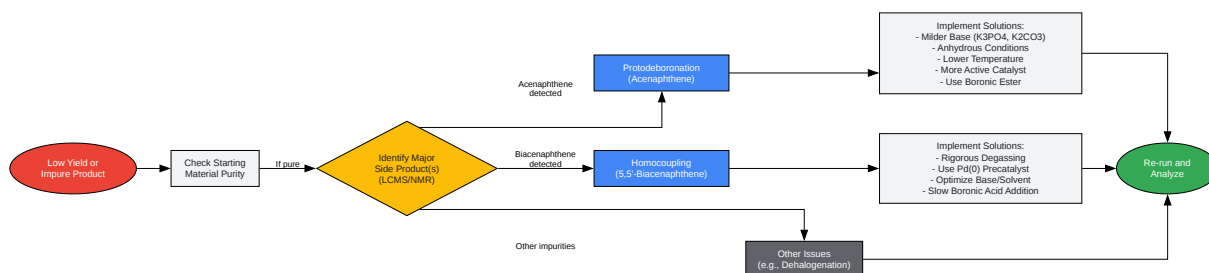 Low Yield or
Impure Product
Check Starting
Material Purity
If pure
Identify Major
Side Product(s)
(LCMS/NMR)
Acenaphthene
detected
Protodeboronation
(Acenaphthene)
Implement Solutions:
- Milder Base (K3PO4, K2CO3)
- Anhydrous Conditions
- Lower Temperature
- More Active Catalyst
- Use Boronic Ester
Biacenaphthene
detected
Homocoupling
(5,5'-Biacenaphthene)
Implement Solutions:
- Rigorous Degassing
- Use Pd(0) Precatalyst
- Optimize Base/Solvent
- Slow Boronic Acid Addition
Other impurities
Other Issues
(e.g., Dehalogenation)
Re-run and
Analyze